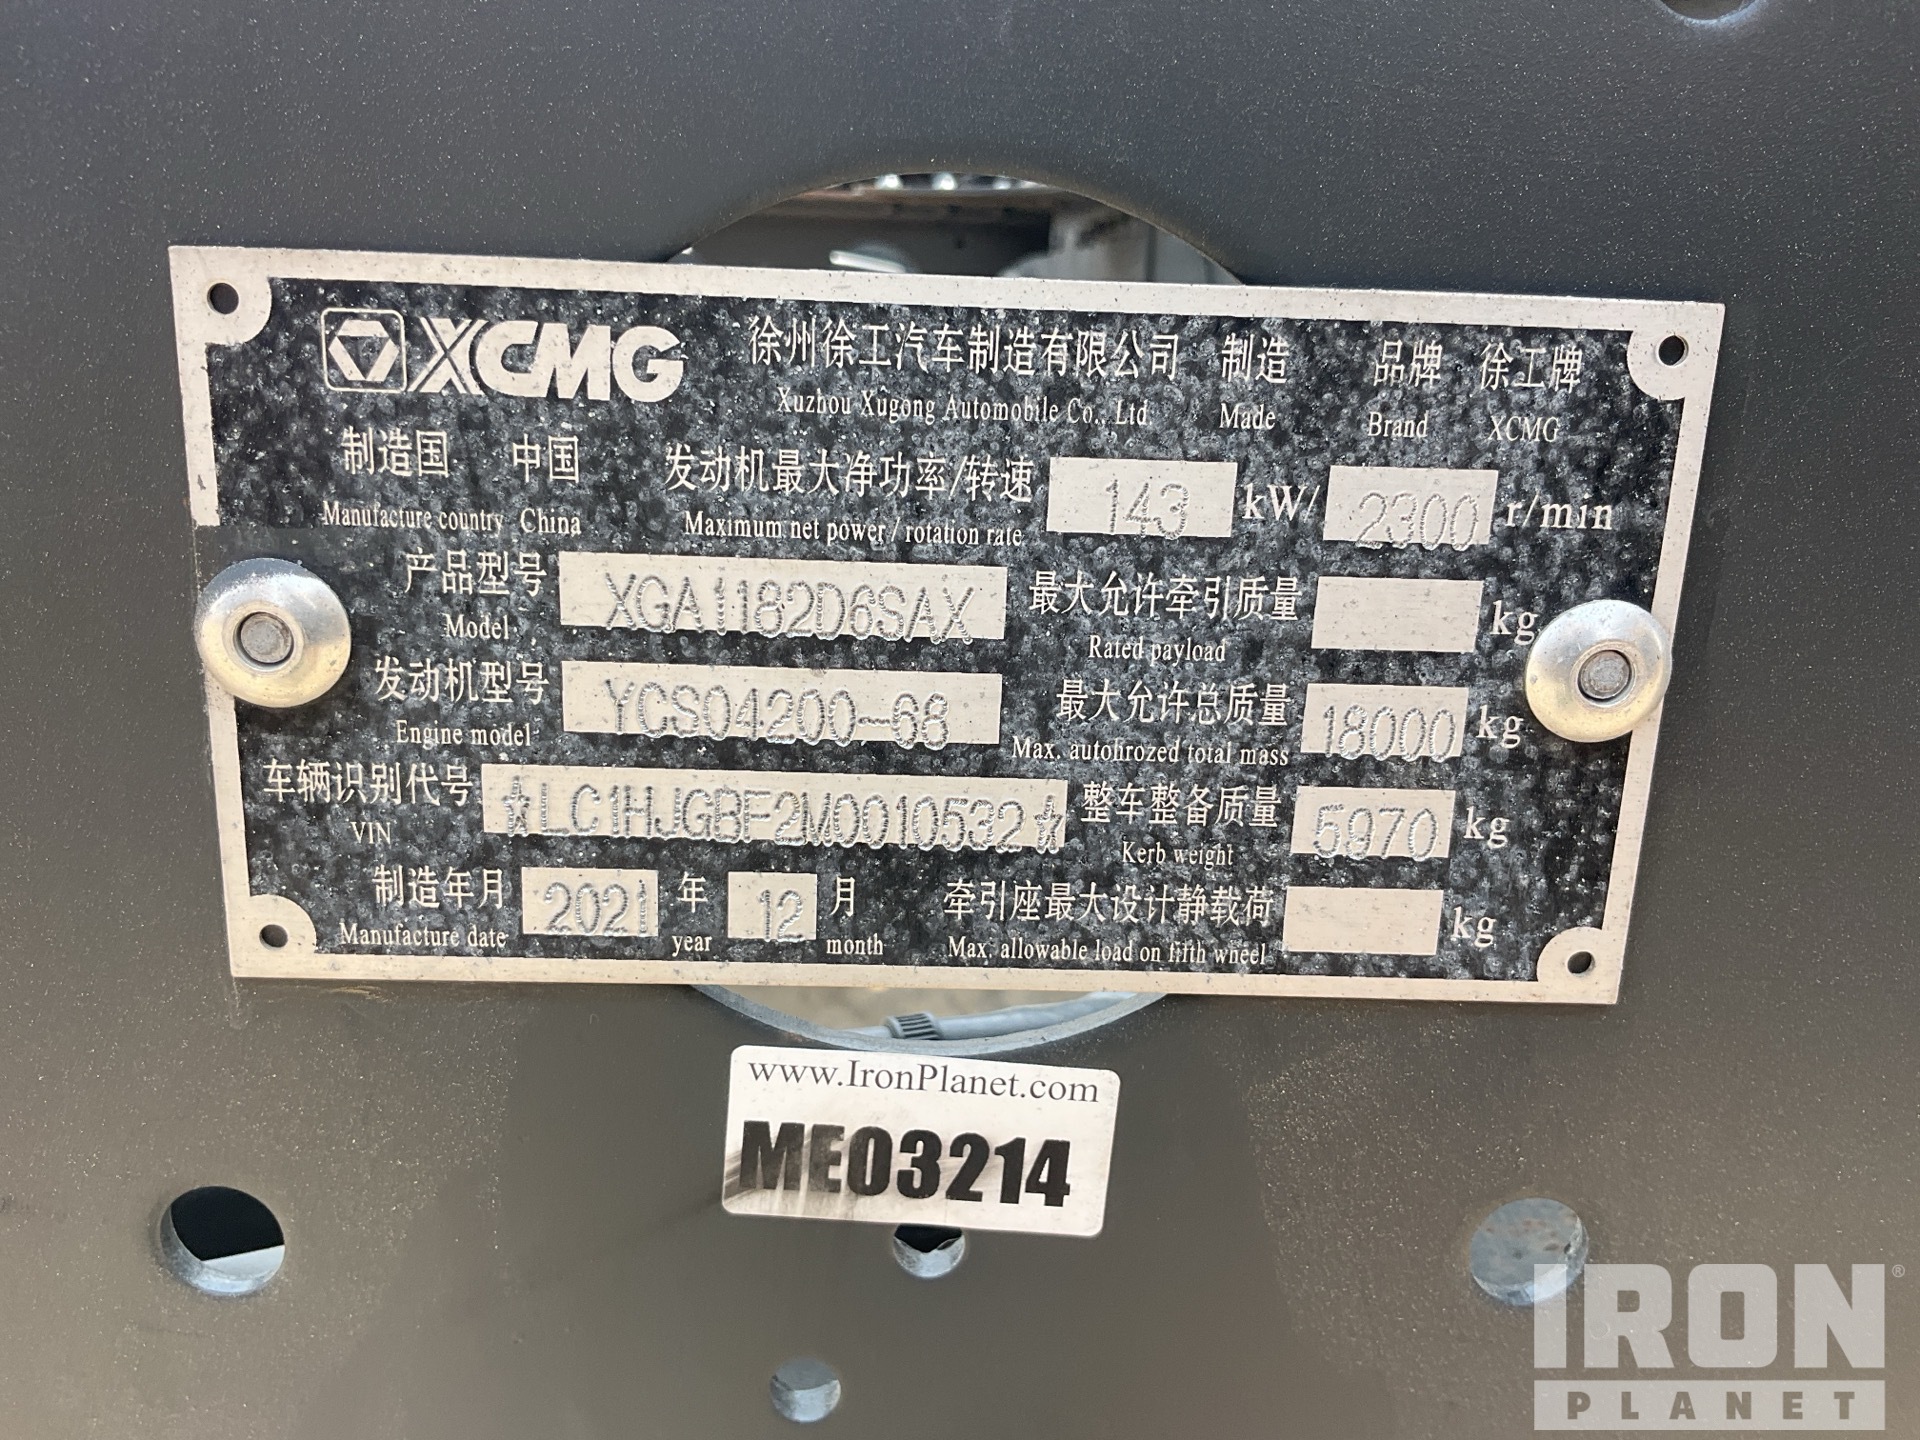 XCMG 徐州徐工汽车制造有限公司 制造 品牌 徐工牌
Xuzhou Xugong Automobile Co., Ltd. Made Brand XCMG
制造国 中国 发动机最大净功率/转速 143 kW/ 2300 r/min
Manufacture country China Maximum net power / rotation rate
产品型号 XGA1182D6SAX 最大允许牵引质量 kg
Model Rated payload
发动机型号 YCS04200-68 最大允许总质量 18000 kg
Engine model Max. autohrozed total mass
车辆识别代号 ☆LC1HJGBF2M0010532☆ 整车整备质量 5970 kg
VIN Kerb weight
制造年月 2021 年 12 月 牵引座最大设计静载荷 kg
Manufacture date year month Max. allowable load on fifth wheel
www.IronPlanet.com
ME03214
IRON®
PLANET